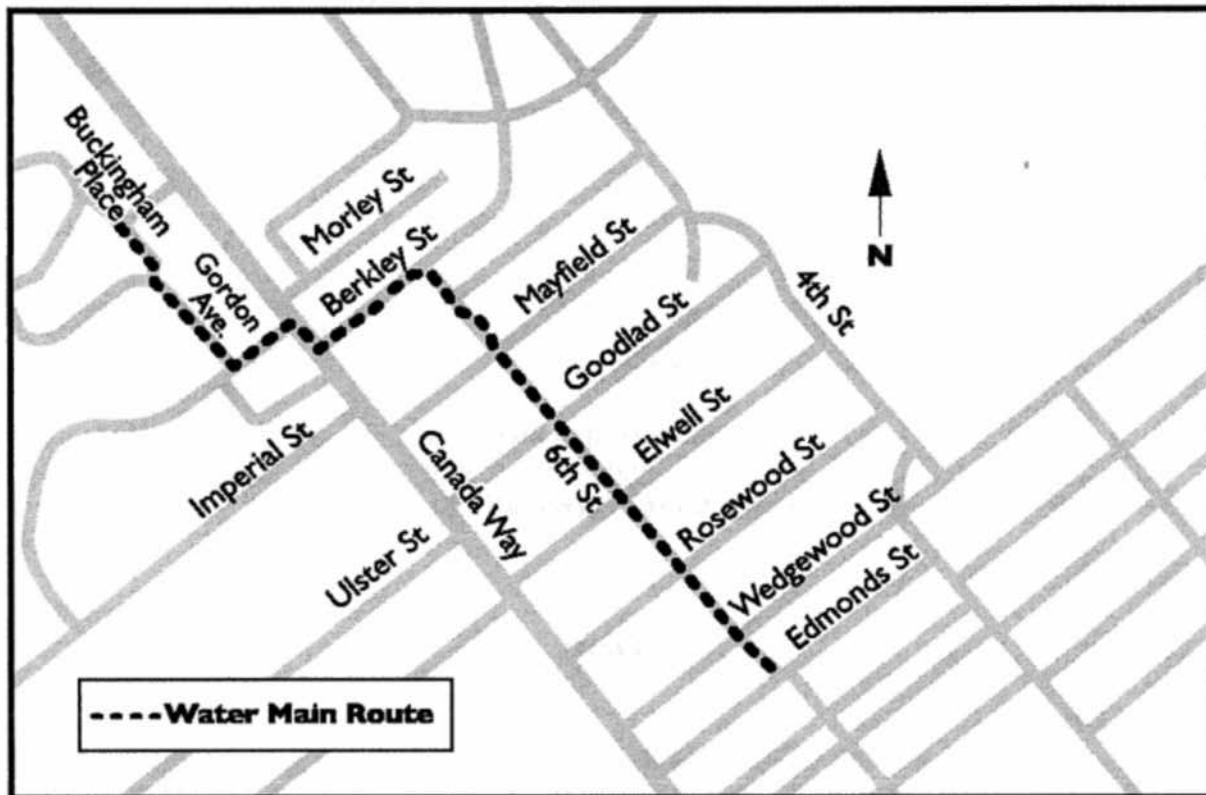 Buckingham
Place
Gordon
Ave.
Morley St
Berkley St
Mayfield St
Goodlad St
4th St
N
Imperial St
Canada Way
6th St
Elwell St
Ulster St
Rosewood St
Wedgewood St
Edmonds St
Water Main Route